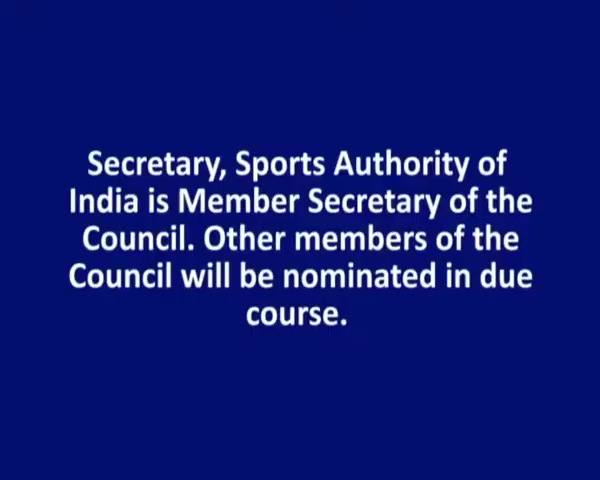 Secretary, Sports Authority of
India is Member Secretary of the
Council. Other members of the
Council will be nominated in due
course.